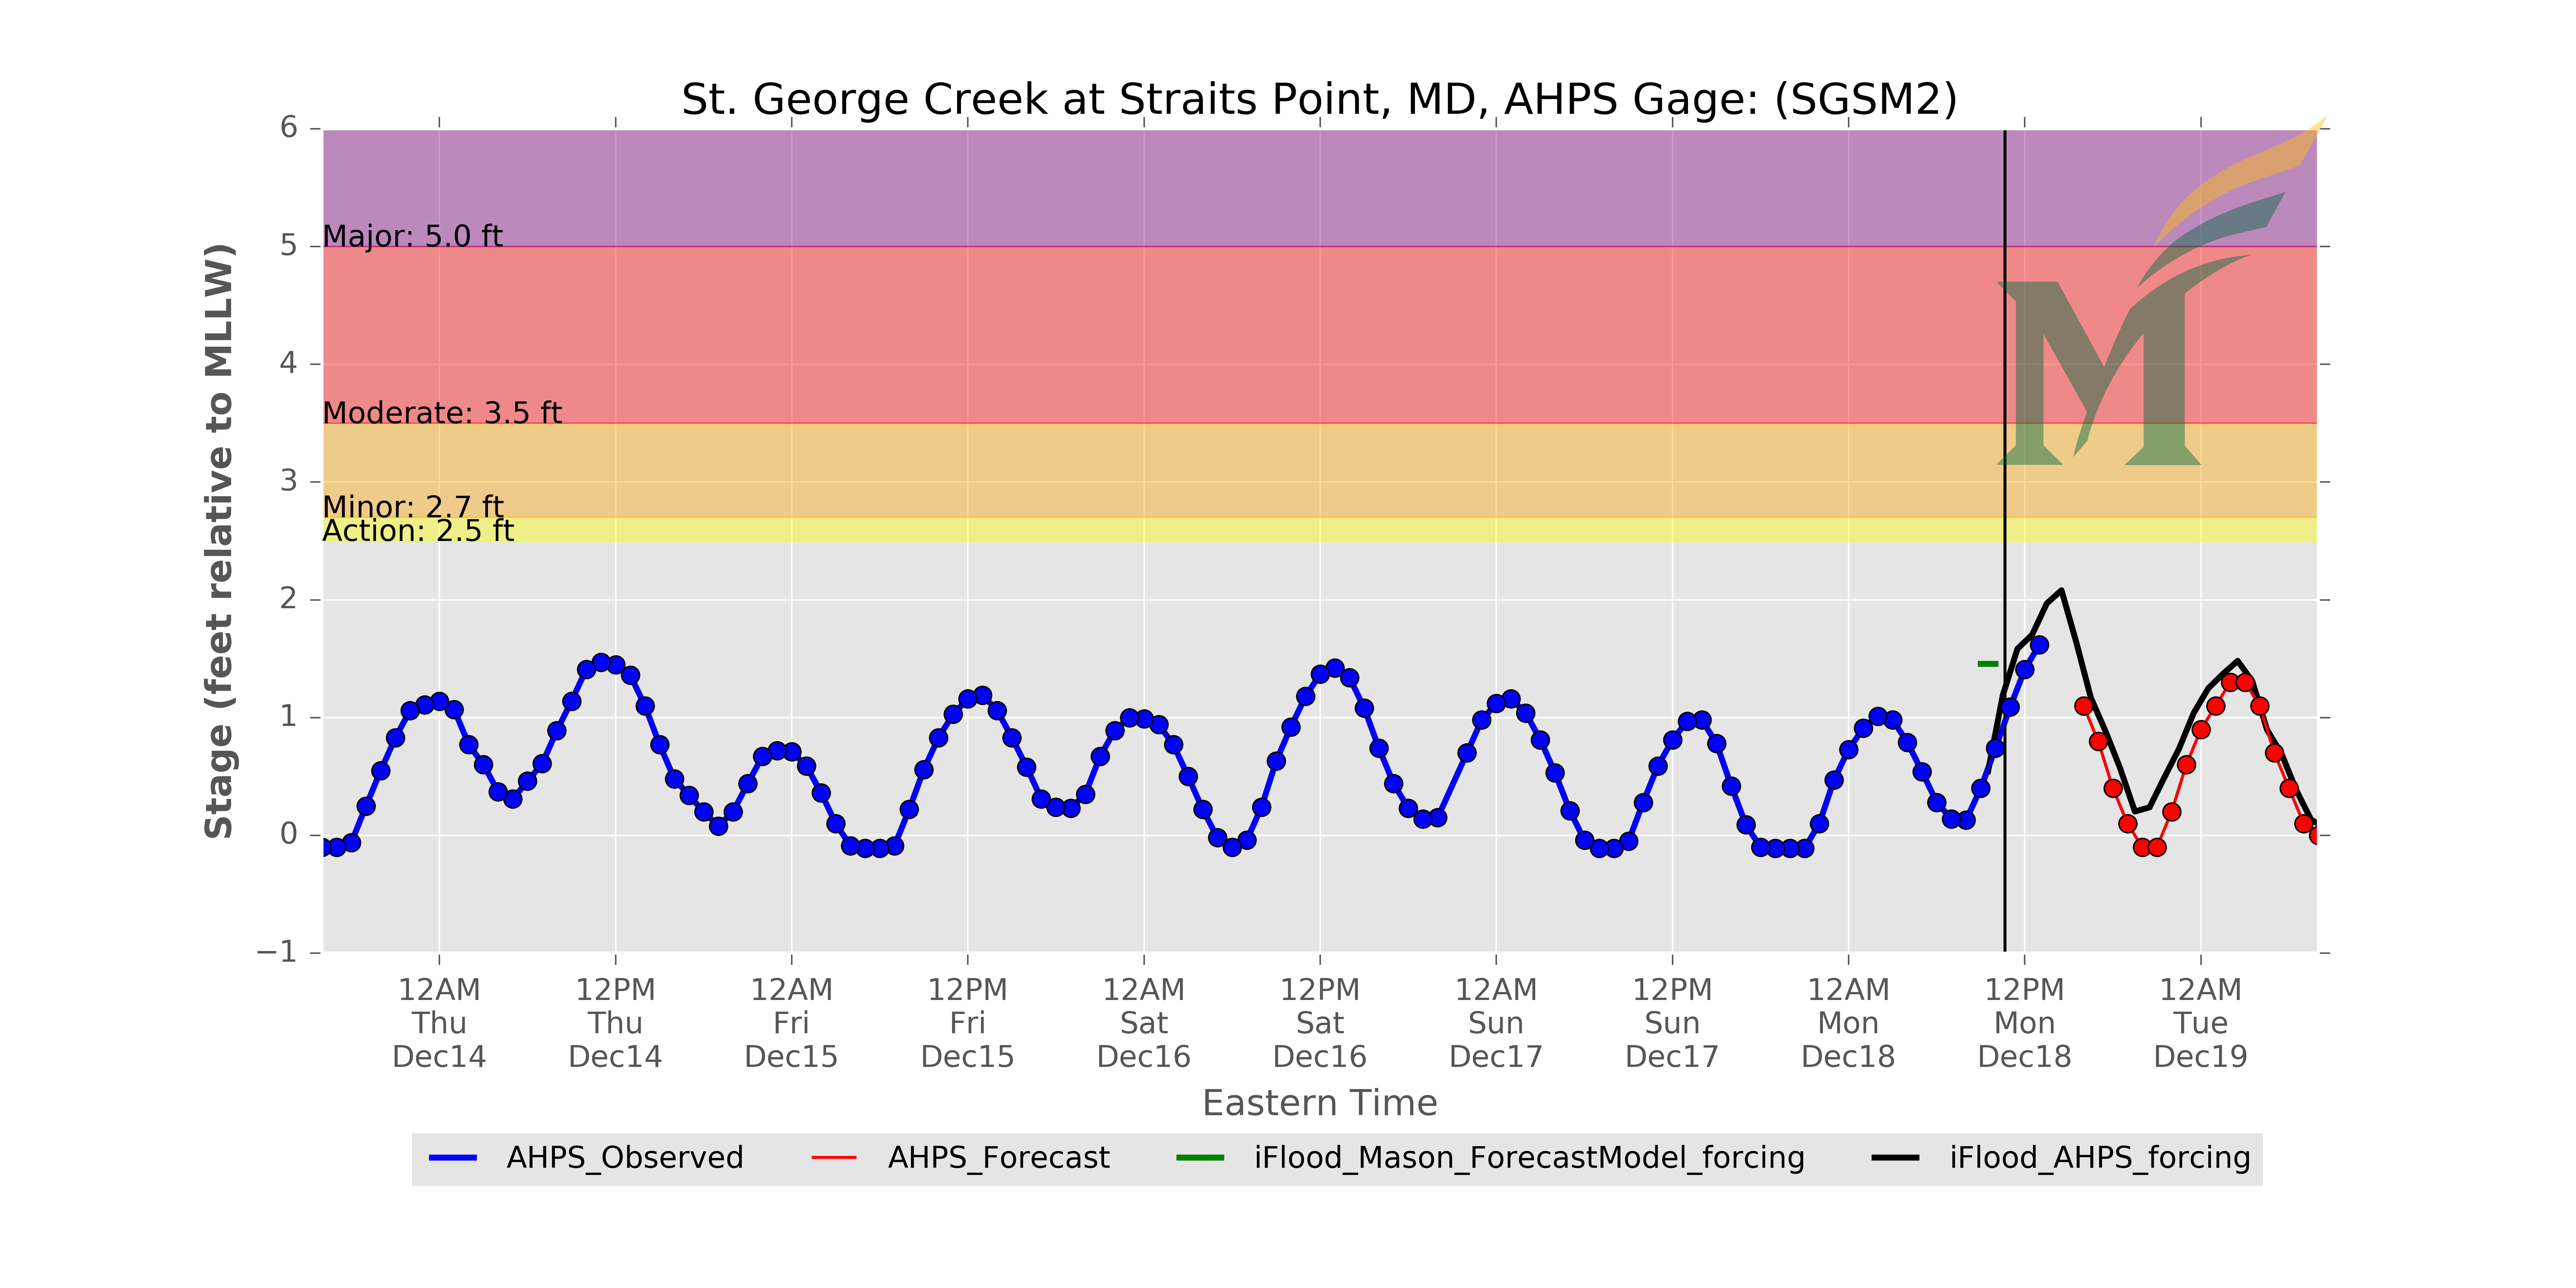 St. George Creek at Straits Point, MD, AHPS Gage: (SGSM2)
Stage (feet relative to MLLW)
6
5
4
3
2
1
0
−1
Major: 5.0 ft
Moderate: 3.5 ft
Minor: 2.7 ft
Action: 2.5 ft
M
12AM 12PM 12AM 12PM 12AM 12PM 12AM 12PM 12AM 12PM 12AM
Thu Thu Fri Fri Sat Sat Sun Sun Mon Mon Tue
Dec14 Dec14 Dec15 Dec15 Dec16 Dec16 Dec17 Dec17 Dec18 Dec18 Dec19
Eastern Time
AHPS_Observed AHPS_Forecast iFlood_Mason_ForecastModel_forcing iFlood_AHPS_forcing